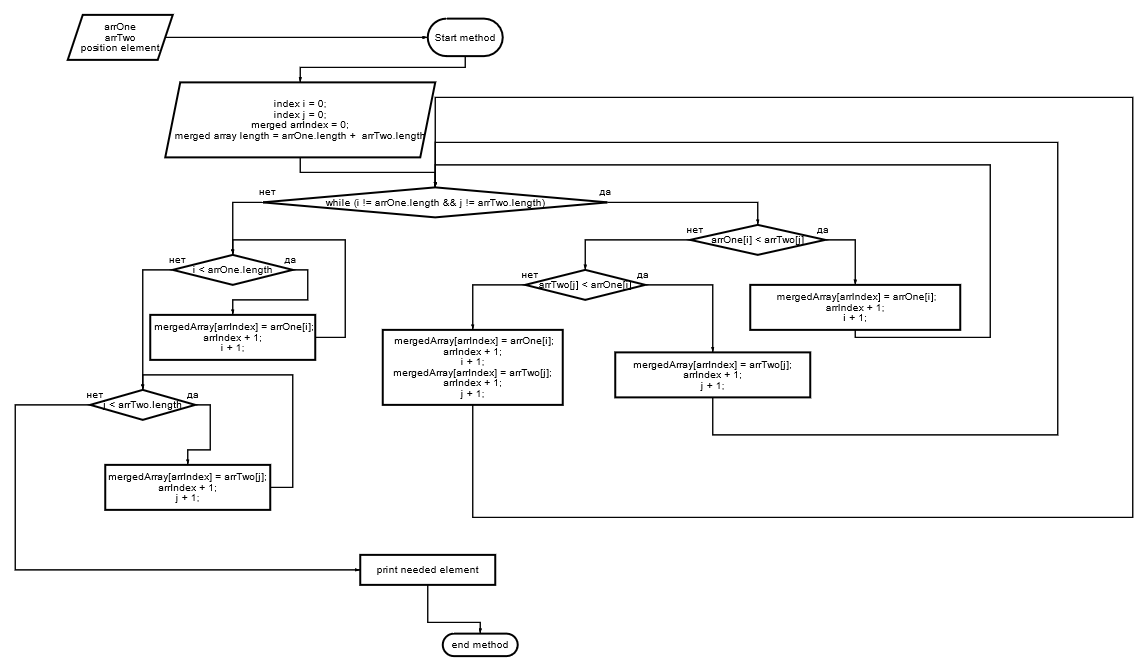 arrOne
arrTwo
position element
Start method
index i = 0;
index j = 0;
merged arrIndex = 0;
merged array length = arrOne.length + arrTwo.length
нет
while (i != arrOne.length && j != arrTwo.length)
да
нет
arrOne[i] < arrTwo[j]
да
нет
i < arrOne.length
да
нет
arrTwo[j] < arrOne[i]
да
mergedArray[arrIndex] = arrOne[i];
arrIndex + 1;
i + 1;
mergedArray[arrIndex] = arrOne[i];
arrIndex + 1;
i + 1;
mergedArray[arrIndex] = arrOne[i];
arrIndex + 1;
i + 1;
mergedArray[arrIndex] = arrTwo[j];
arrIndex + 1;
j + 1;
mergedArray[arrIndex] = arrTwo[j];
arrIndex + 1;
j + 1;
нет
< arrTwo.length
да
mergedArray[arrIndex] = arrTwo[j];
arrIndex + 1;
j + 1;
print needed element
end method